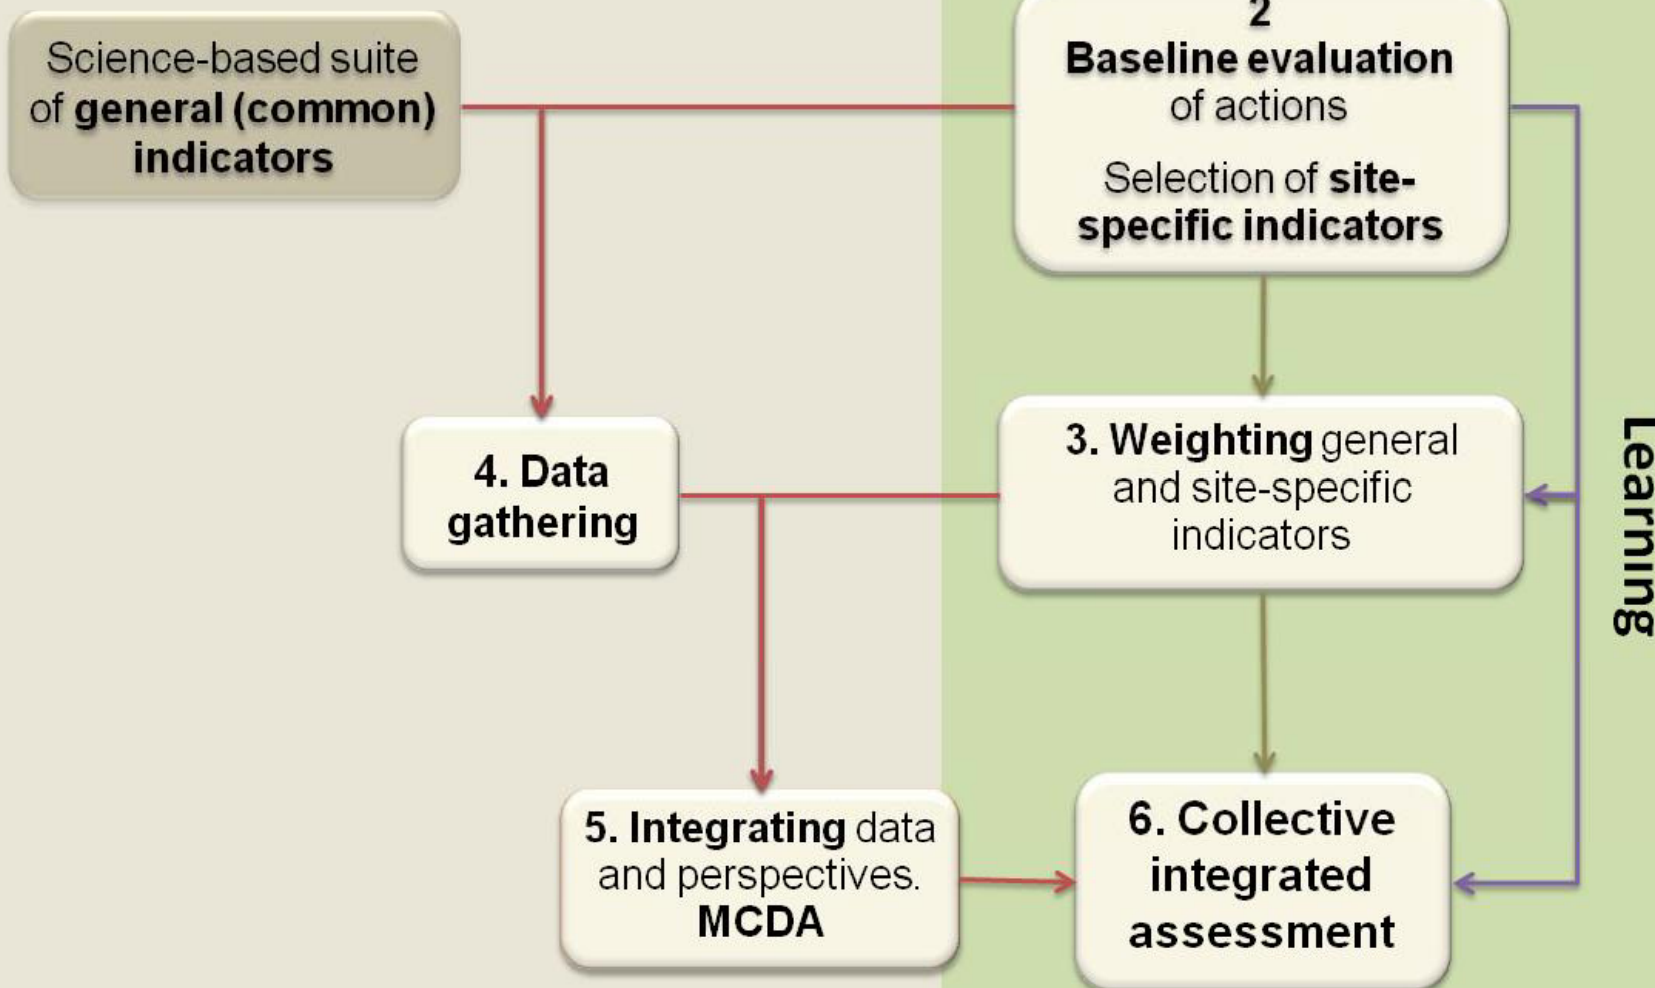 Science-based suite
of general (common)
indicators
2
Baseline evaluation
of actions
Selection of site-
specific indicators
4. Data
gathering
3. Weighting general
and site-specific
indicators
Learning
5. Integrating data
and perspectives.
MCDA
6. Collective
integrated
assessment